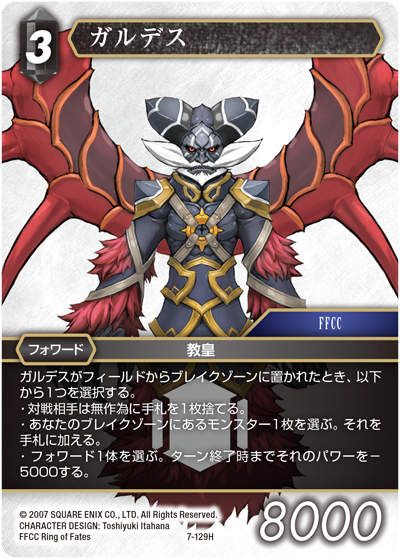 3
ガルデス
FFCC
フォワード
教皇
ガルデスがフィールドからブレイクゾーンに置かれたとき、以下
から1つを選択する。
・対戦相手は無作為に手札を1枚捨てる。
・あなたのブレイクゾーンにあるモンスター1枚を選ぶ。それを
手札に加える。
・フォワード1体を選ぶ。ターン終了時までそれのパワーを－
5000する。
© 2007 SQUARE ENIX CO., LTD. All Rights Reserved.
CHARACTER DESIGN: Toshiyuki Itahana
FFCC Ring of Fates
7-129H
8000